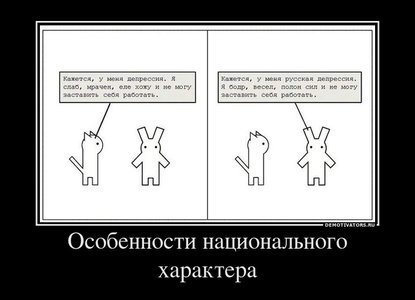 Кажется, у меня депрессия. Я
слаб, мрачен, еле хожу и не могу
заставить себя работать.
Кажется, у меня русская депрессия.
Я бодр, весел, полон сил и не могу
заставить себя работать.
DEMOTIVATORS.RU
Особенности национального
характера